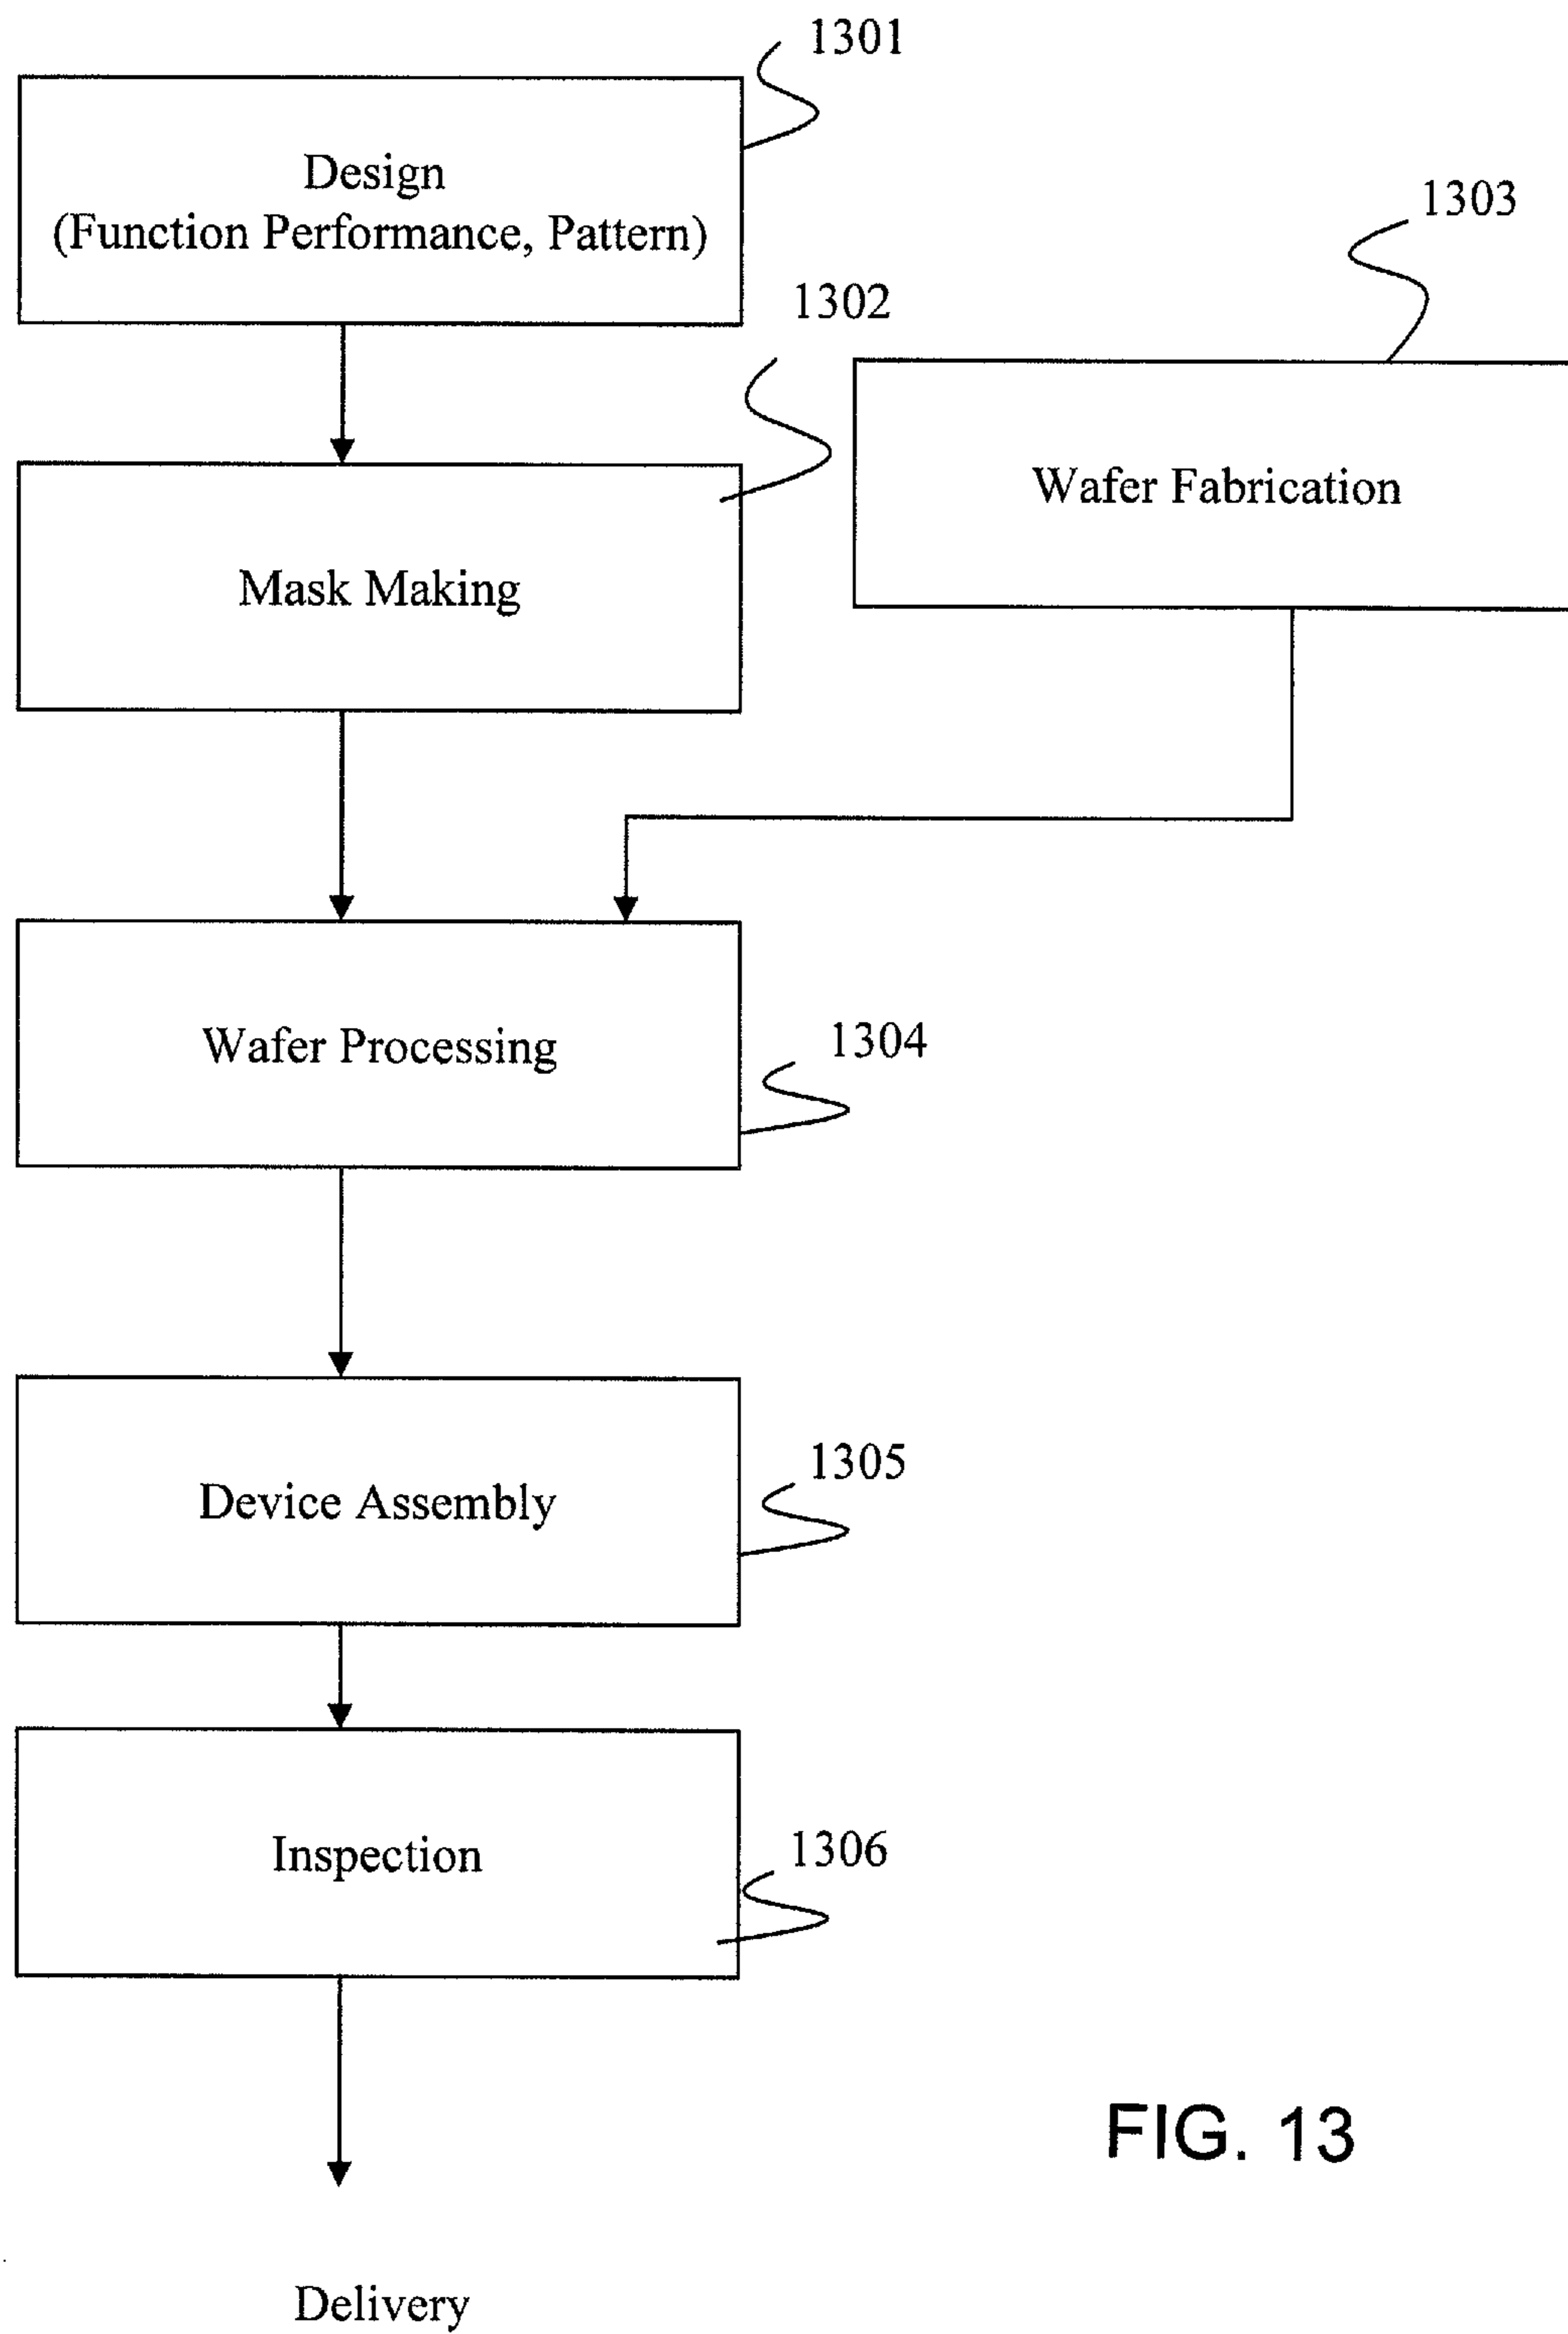 1301
Design
(Function Performance, Pattern)
1303
1302
Wafer Fabrication
Mask Making
Wafer Processing
1304
1305
Device Assembly
1306
Inspection
FIG. 13
Delivery